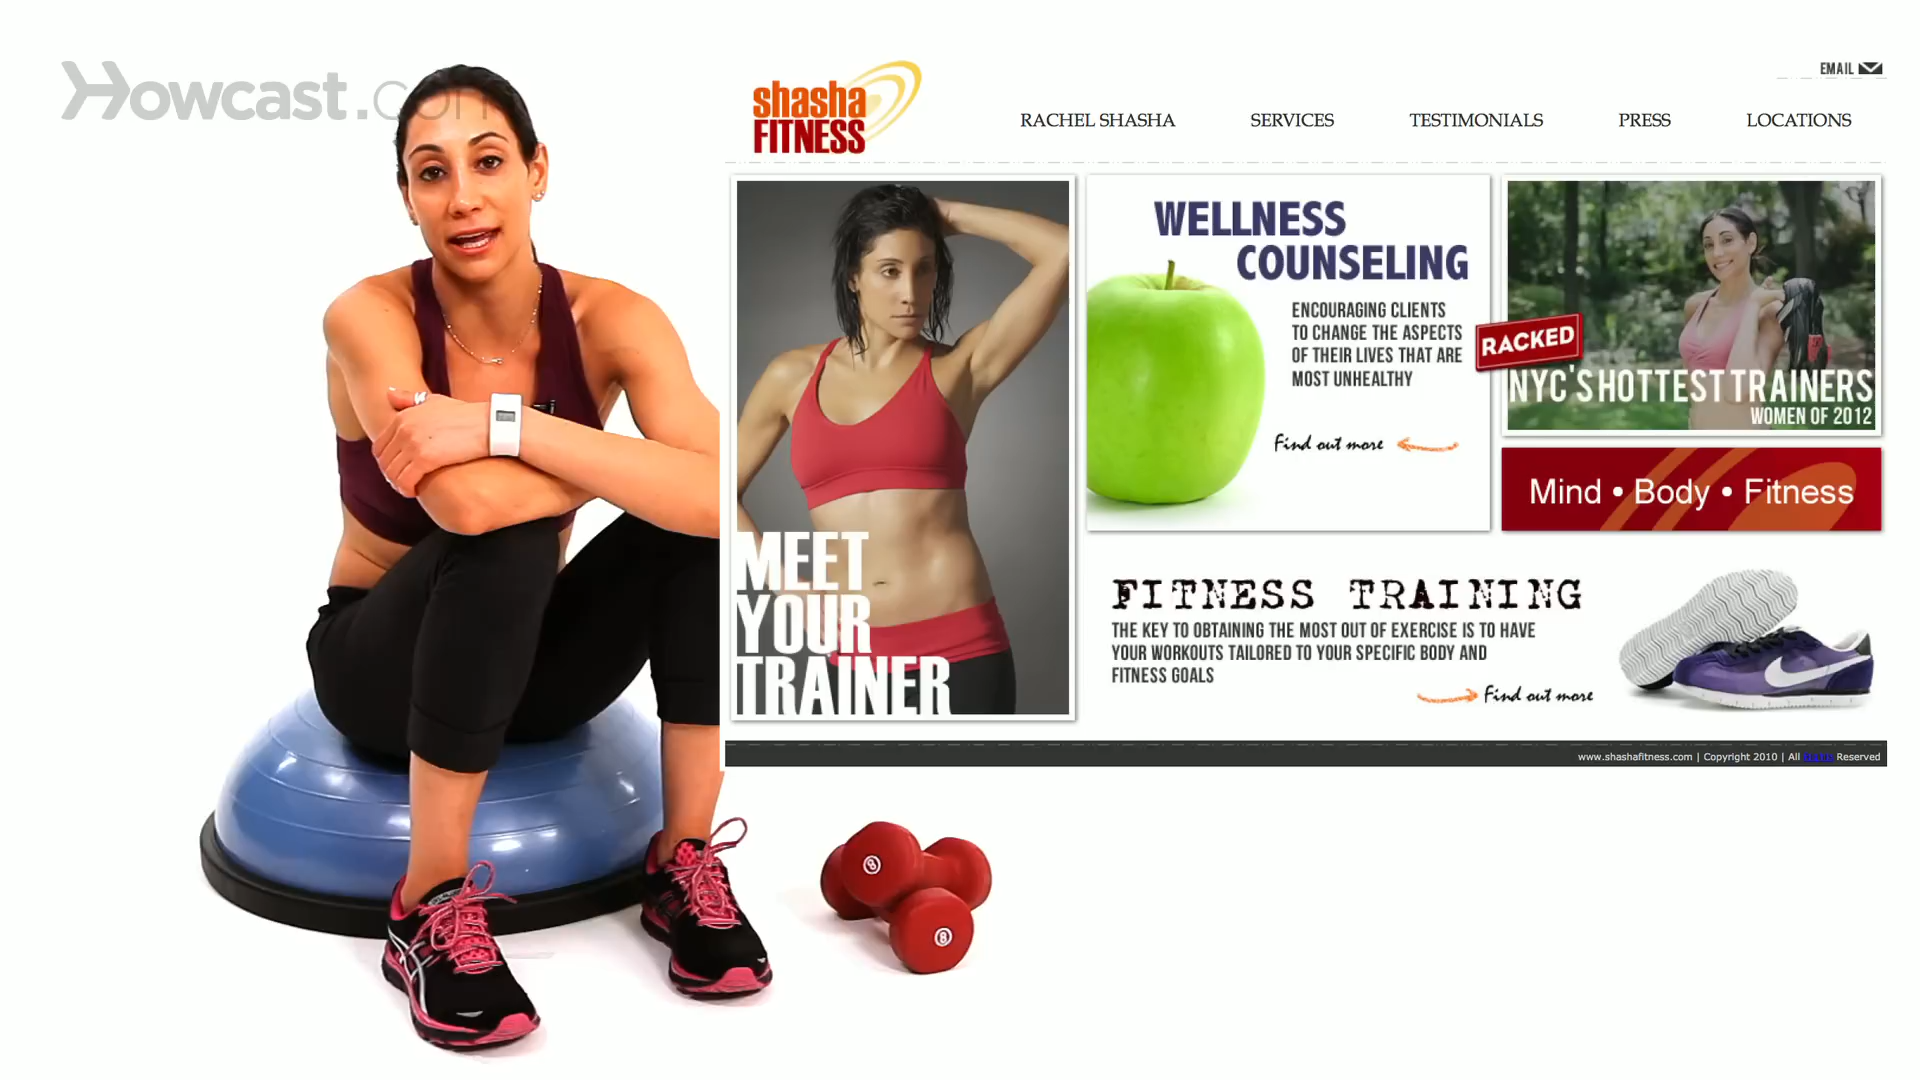 Howcast.com
shasha
FITNESS
EMAIL
RACHEL SHASHA
SERVICES
TESTIMONIALS
PRESS
LOCATIONS
MEET
YOUR
TRAINER
WELLNESS
COUNSELING
ENCOURAGING CLIENTS
TO CHANGE THE ASPECTS
OF THEIR LIVES THAT ARE
MOST UNHEALTHY
Find out more
RACKED
NYC'S HOTTEST TRAINERS
WOMEN OF 2012
Mind • Body • Fitness
FITNESS TRAINING
THE KEY TO OBTAINING THE MOST OUT OF EXERCISE IS TO HAVE
YOUR WORKOUTS TAILORED TO YOUR SPECIFIC BODY AND
FITNESS GOALS
Find out more
www.shashafitness.com | Copyright 2010 | All Rights Reserved
8
8